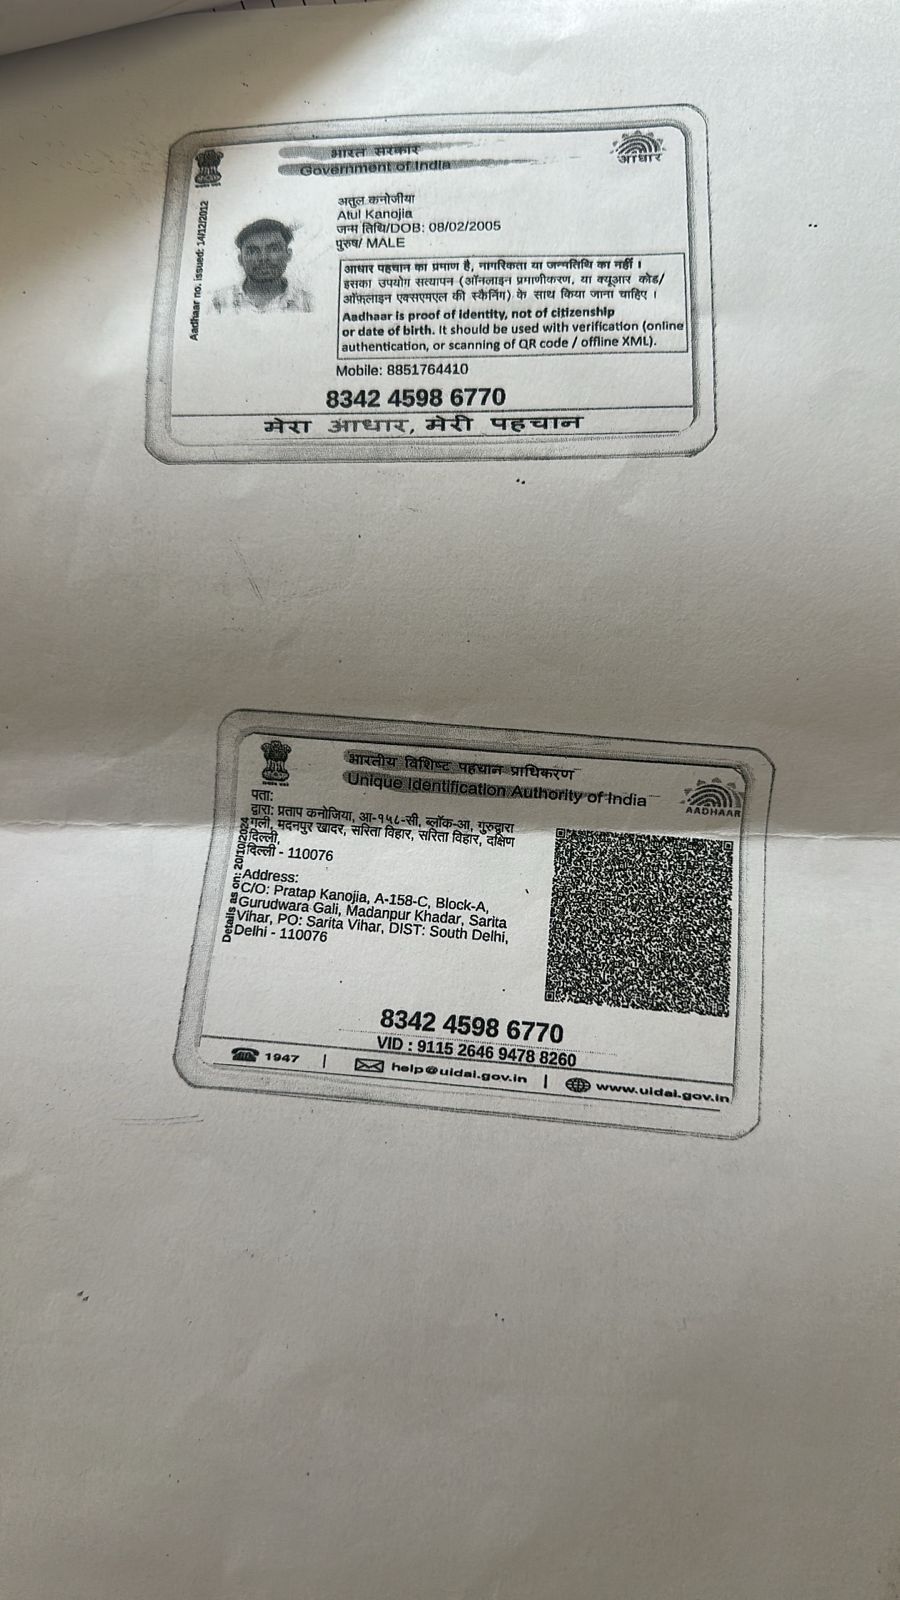 भारत सरकार
Government of India
आधार
Aadhaar no. issued: 14/12/2012
अतुल कनोजीया
Atul Kanojia
जन्म तिथि/DOB: 08/02/2005
पुरुष/ MALE
आधार पहचान का प्रमाण है, नागरिकता या जन्मतिथि का नहीं ।
इसका उपयोग सत्यापन (ऑनलाइन प्रमाणीकरण, या क्यूआर कोड/
ऑफ़लाइन एक्सएमएल की स्कैनिंग) के साथ किया जाना चाहिए ।
Aadhaar is proof of identity, not of citizenship
or date of birth. It should be used with verification (online
authentication, or scanning of QR code / offline XML).
Mobile: 8851764410
8342 4598 6770
मेरा आधार, मेरी पहचान
भारतीय विशिष्ट पहचान प्राधिकरण
Unique Identification Authority of India
AADHAAR
Details as on: 20/10/2024
पता:
द्वारा: प्रताप कनोजिया, आ-१५८-सी, ब्लॉक-आ, गुरुद्वारा
गली, मदनपुर खादर, सरिता विहार, सरिता विहार, दक्षिण
दिल्ली,
दिल्ली - 110076
Address:
C/O: Pratap Kanojia, A-158-C, Block-A,
Gurudwara Gali, Madanpur Khadar, Sarita
Vihar, PO: Sarita Vihar, DIST: South Delhi,
Delhi - 110076
8342 4598 6770
VID : 9115 2646 9478 8260
1947 | help@uidai.gov.in | www.uidai.gov.in